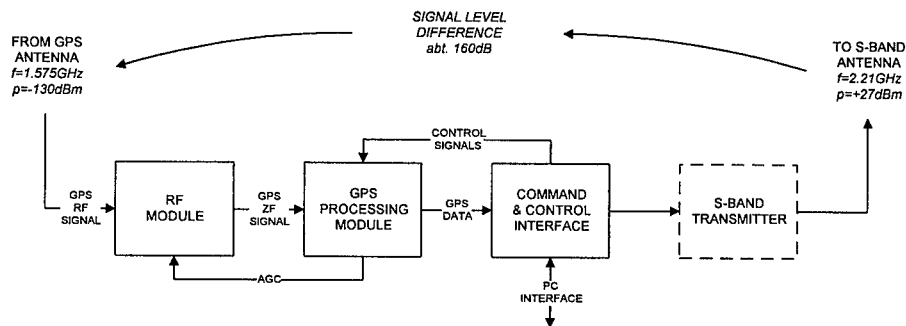 SIGNAL LEVEL
DIFFERENCE
abt. 160dB
FROM GPS
ANTENNA
f=1.575GHz
p=-130dBm
TO S-BAND
ANTENNA
f=2.21GHz
p=+27dBm
CONTROL
SIGNALS
GPS
RF
SIGNAL
RF
MODULE
GPS
ZF
SIGNAL
GPS
PROCESSING
MODULE
GPS
DATA
COMMAND
& CONTROL
INTERFACE
S-BAND
TRANSMITTER
AGC
PC
INTERFACE